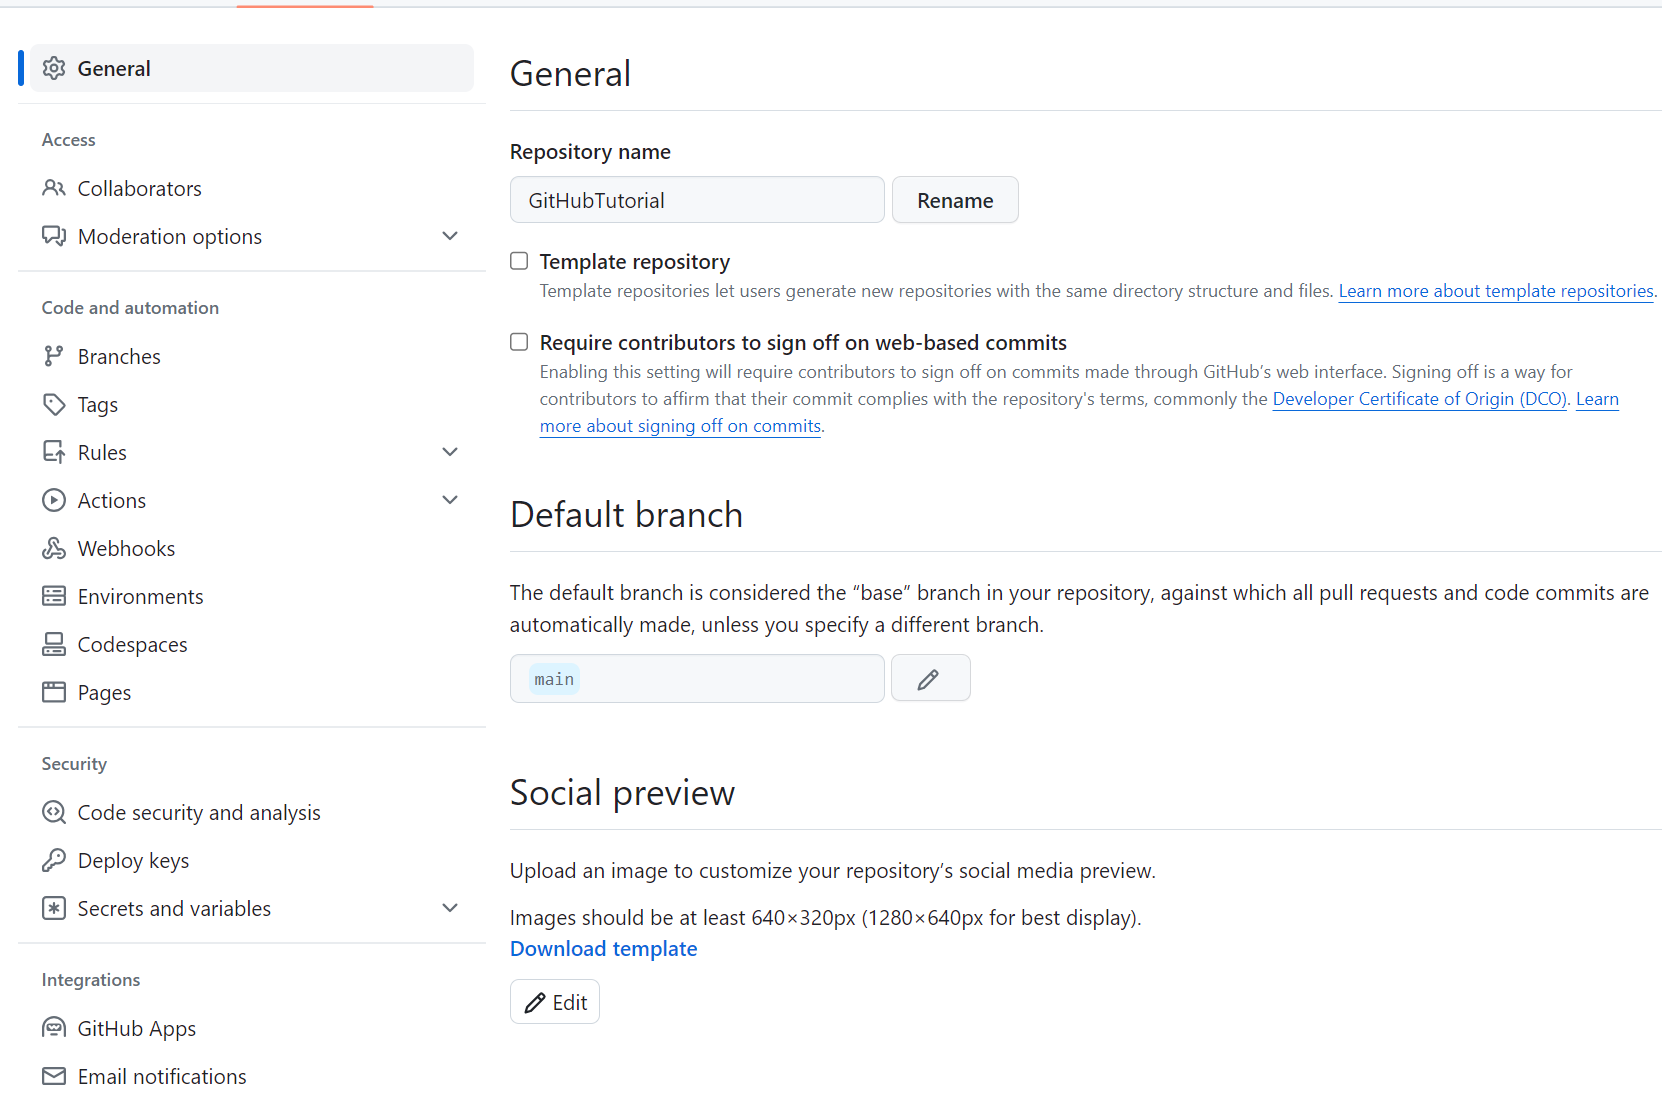 General
Access
Collaborators
Moderation options
Code and automation
Branches
Tags
Rules
Actions
Webhooks
Environments
Codespaces
Pages
Security
Code security and analysis
Deploy keys
Secrets and variables
Integrations
GitHub Apps
Email notifications
General
Repository name
GitHubTutorial
Rename
Template repository
Template repositories let users generate new repositories with the same directory structure and files. Learn more about template repositories.
Require contributors to sign off on web-based commits
Enabling this setting will require contributors to sign off on commits made through GitHub’s web interface. Signing off is a way for
contributors to affirm that their commit complies with the repository's terms, commonly the Developer Certificate of Origin (DCO). Learn
more about signing off on commits.
Default branch
The default branch is considered the “base” branch in your repository, against which all pull requests and code commits are
automatically made, unless you specify a different branch.
main
Social preview
Upload an image to customize your repository’s social media preview.
Images should be at least 640×320px (1280×640px for best display).
Download template
Edit